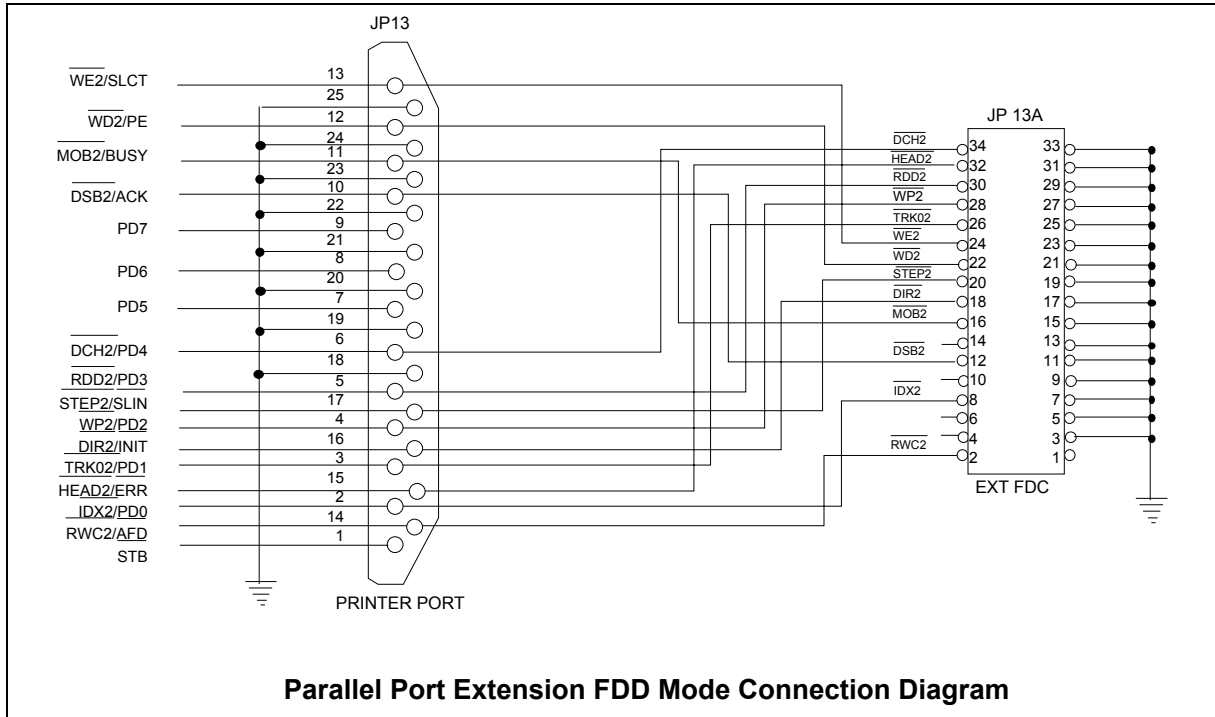 JP13
WE2/SLCT
WD2/PE
MOB2/BUSY
DSB2/ACK
PD7
PD6
PD5
DCH2/PD4
RDD2/PD3
STEP2/SLIN
WP2/PD2
DIR2/INIT
TRK02/PD1
HEAD2/ERR
IDX2/PD0
RWC2/AFD
STB
13
25
12
24
11
23
10
22
9
21
8
20
7
19
6
18
5
17
4
16
3
15
2
14
1
PRINTER PORT
JP 13A
DCH2
HEAD2
RDD2
WP2
TRK02
WE2
WD2
STEP2
DIR2
MOB2
DSB2
IDX2
RWC2
34 33
32 31
30 29
28 27
26 25
24 23
22 21
20 19
18 17
16 15
14 13
12 11
10 9
8 7
6 5
4 3
2 1
EXT FDC
Parallel Port Extension FDD Mode Connection Diagram